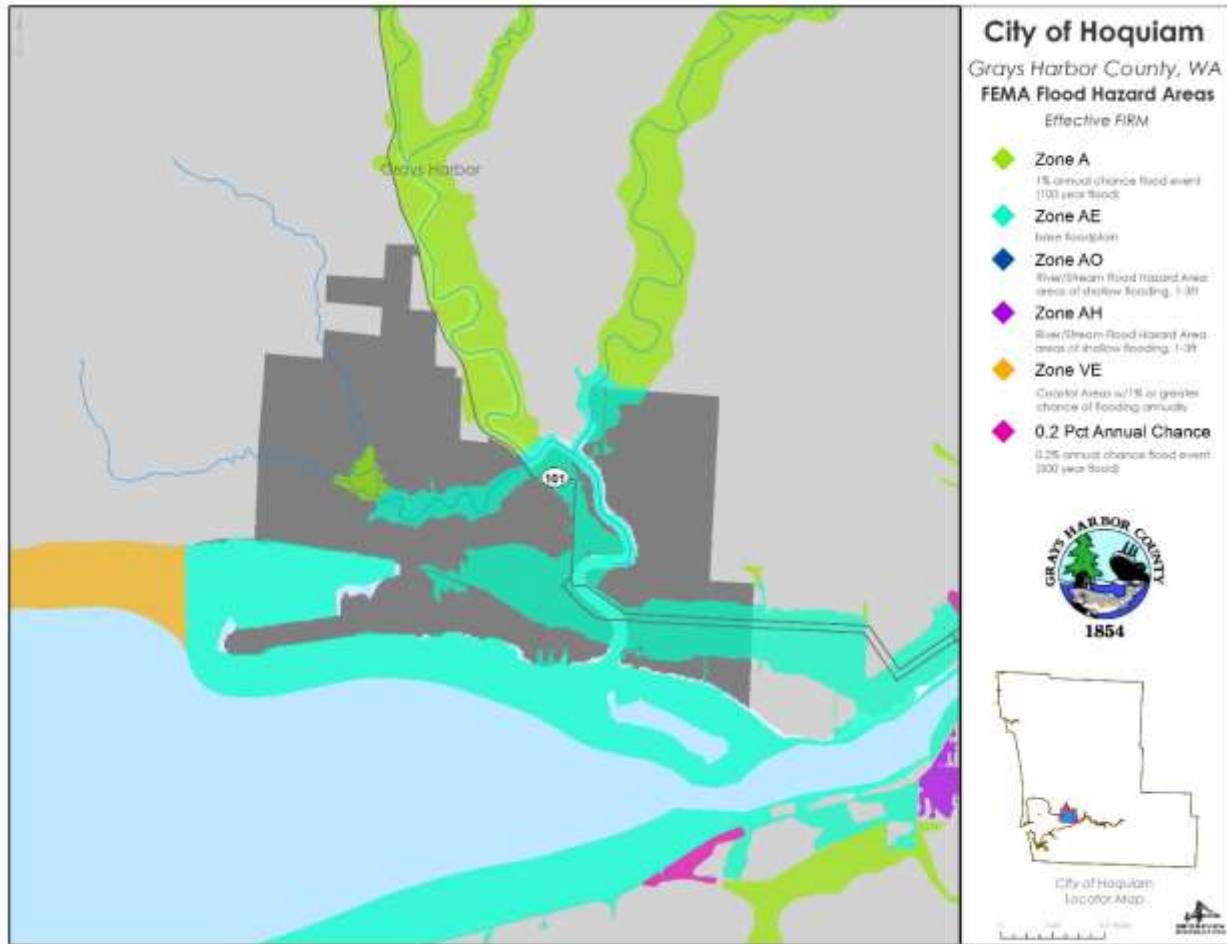 Grays Harbor
101
City of Hoquiam
Grays Harbor County, WA
FEMA Flood Hazard Areas
Effective FIRM
Zone A
1% annual chance flood event
(100 year flood)
Zone AE
base floodplain
Zone AO
River/Stream Flood Hazard Area
areas of shallow flooding, 1-3ft
Zone AH
River/Stream Flood Hazard Area
areas of shallow flooding, 1-3ft
Zone VE
Coastal Areas w/1% or greater
chance of flooding annually
0.2 Pct Annual Chance
0.2% annual chance flood event
(500 year flood)
GRAYS HARBOR COUNTY
1854
City of Hoquiam
Locator Map